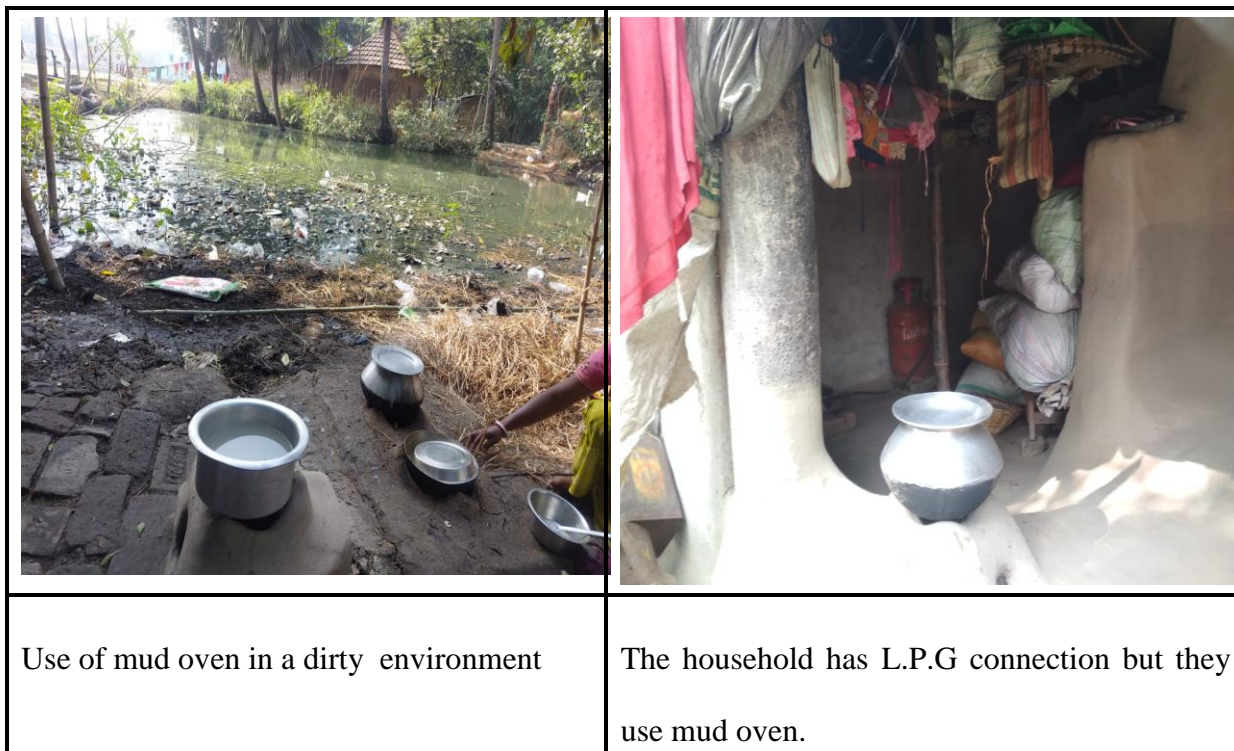 Use of mud oven in a dirty environment
The household has L.P.G connection but they
use mud oven.